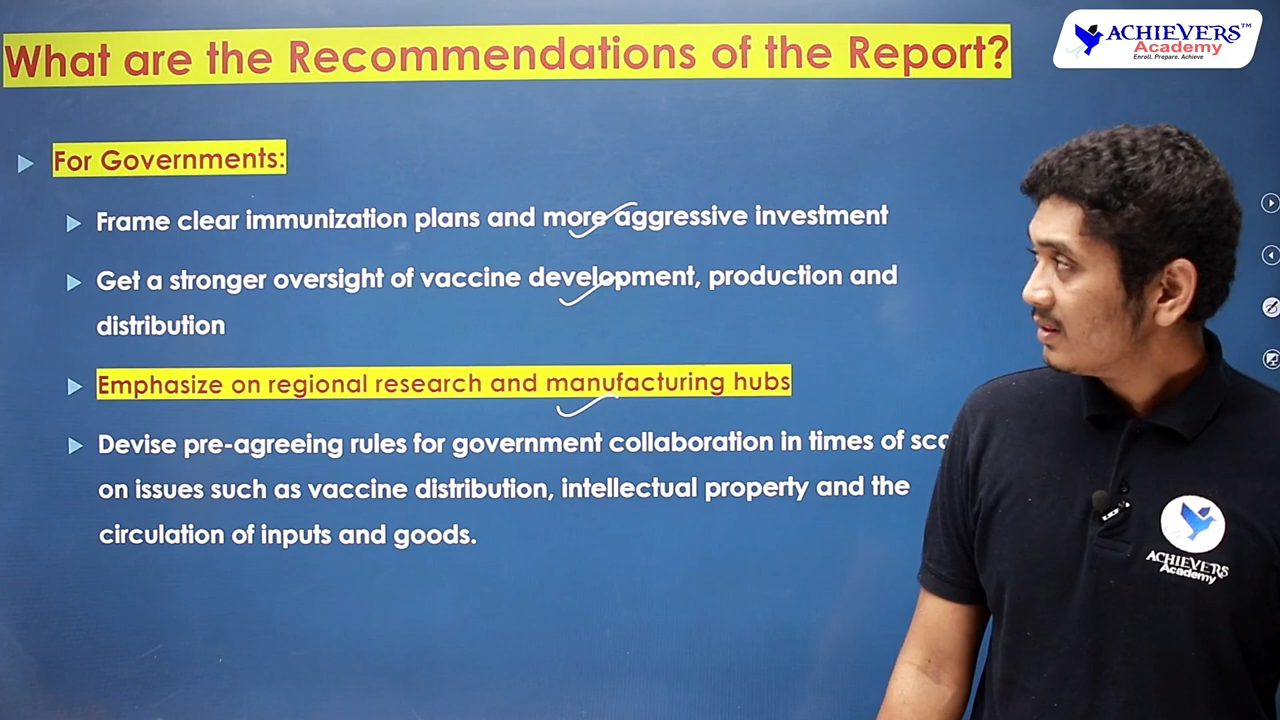 What are the Recommendations of the Report?
ACHIEVERS™
Academy
Enroll. Prepare. Achieve
For Governments:
Frame clear immunization plans and more aggressive investment
Get a stronger oversight of vaccine development, production and
distribution
Emphasize on regional research and manufacturing hubs
Devise pre-agreeing rules for government collaboration in times of
on issues such as vaccine distribution, intellectual property and the
circulation of inputs and goods.
ACHIEVERS
Academy